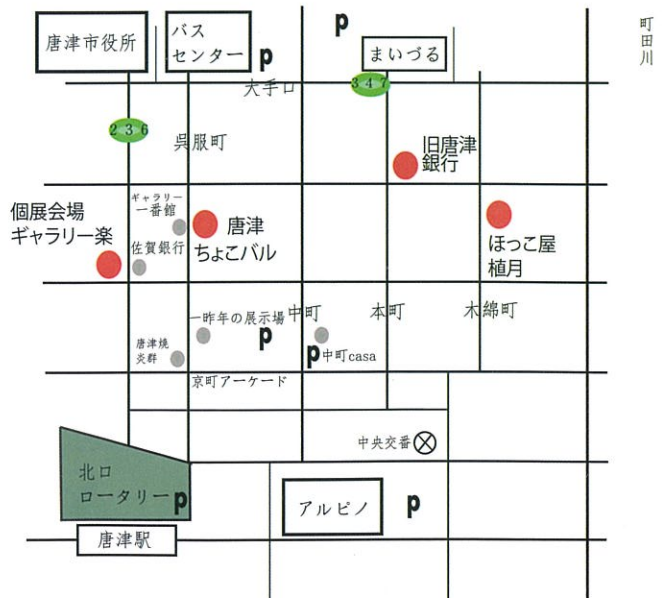 町田川
唐津市役所
バス
センター
p
p
まいづる
大手口
3 4 7
2 3 6
呉服町
旧唐津
銀行
ギャラリー
一番館
個展会場
ギャラリー楽
佐賀銀行
唐津
ちょこバル
ほっこ屋
植月
一昨年の展示場
中町
本町
木綿町
p
唐津焼
炎群
p
中町casa
京町アーケード
中央交番
北口
ロータリー
p
アルピノ
p
唐津駅